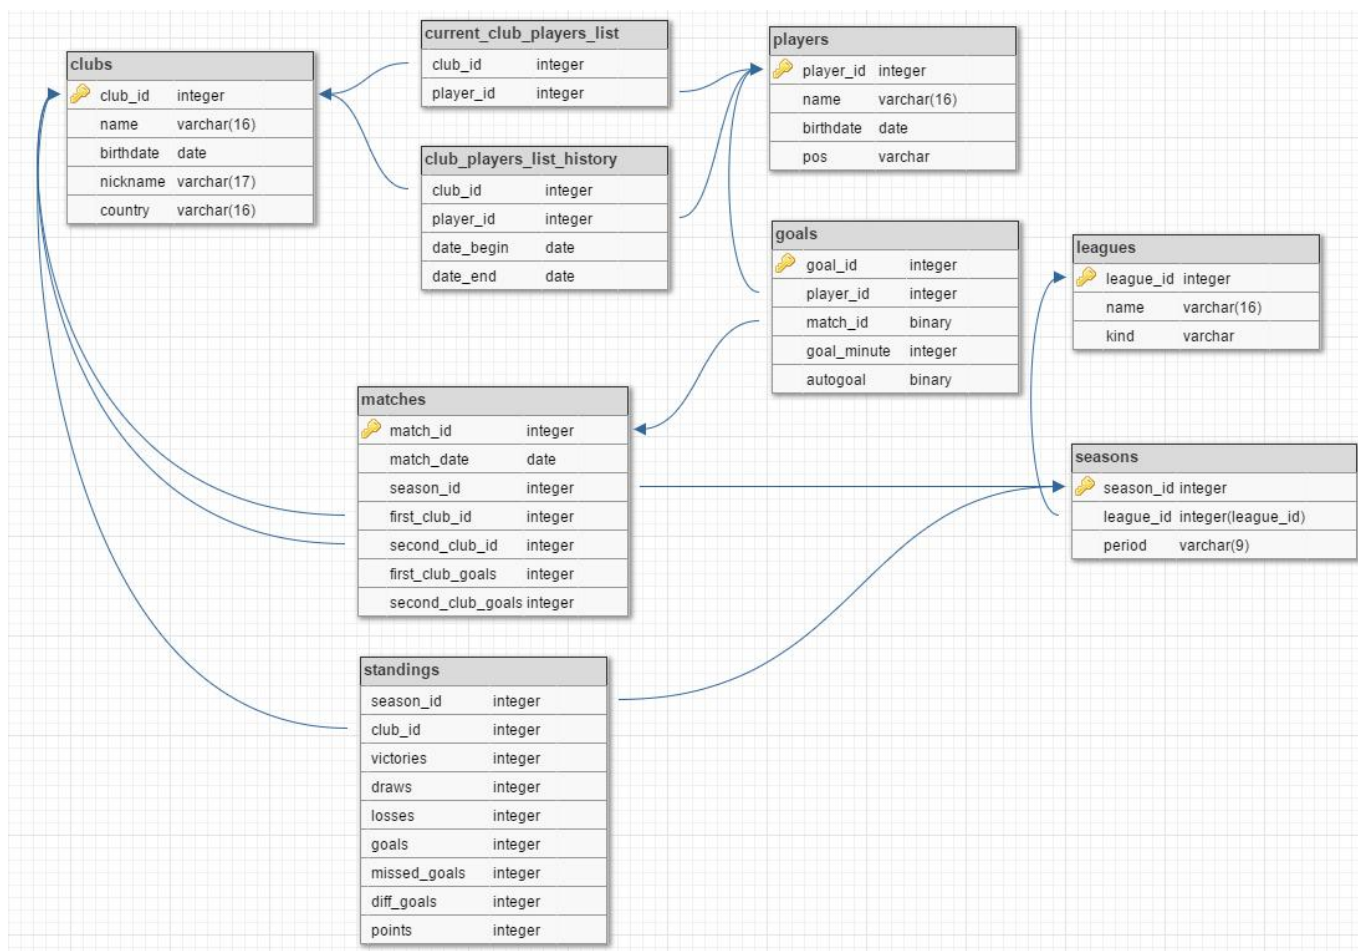 current_club_players_list
club_id integer
player_id integer
players
player_id integer
name varchar(16)
birthdate date
pos varchar
clubs
club_id integer
name varchar(16)
birthdate date
nickname varchar(17)
country varchar(16)
club_players_list_history
club_id integer
player_id integer
date_begin date
date_end date
goals
goal_id integer
player_id integer
match_id binary
goal_minute integer
autogoal binary
leagues
league_id integer
name varchar(16)
kind varchar
matches
match_id integer
match_date date
season_id integer
first_club_id integer
second_club_id integer
first_club_goals integer
second_club_goals integer
seasons
season_id integer
league_id integer(league_id)
period varchar(9)
standings
season_id integer
club_id integer
victories integer
draws integer
losses integer
goals integer
missed_goals integer
diff_goals integer
points integer